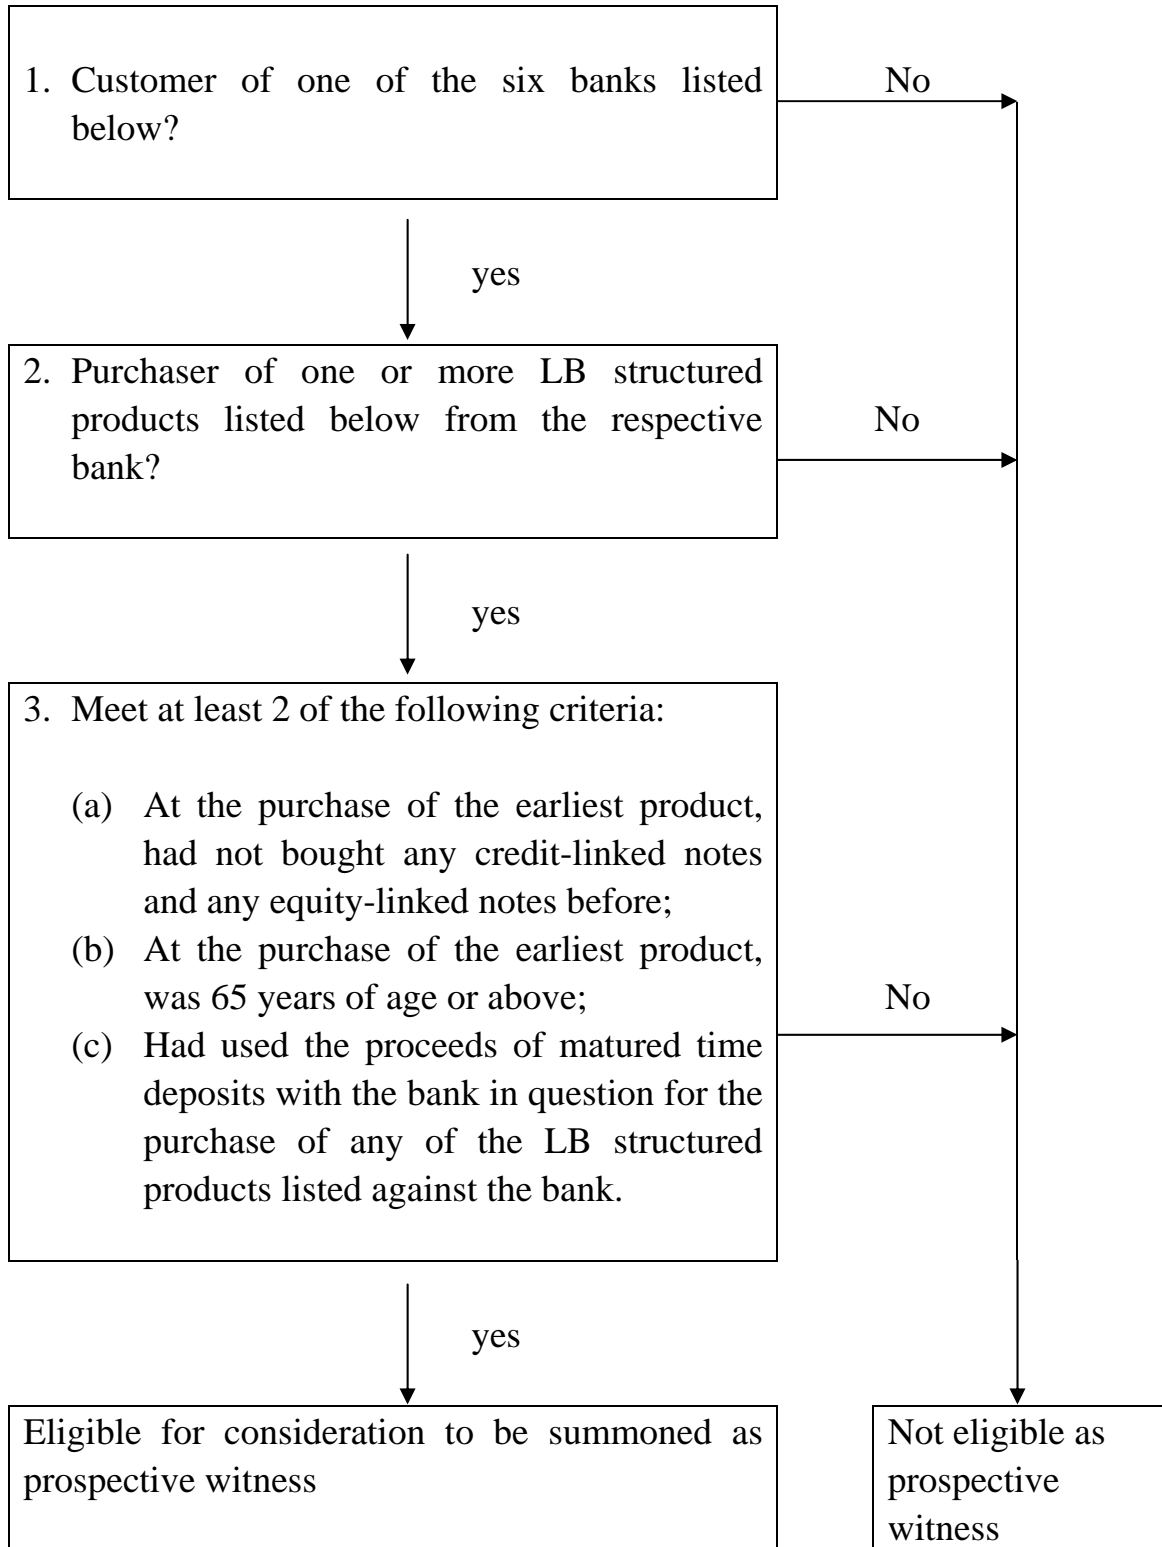 1. Customer of one of the six banks listed
No
below?
yes
2. Purchaser of one or more LB structured
products listed below from the respective
No
bank?
yes
3. Meet at least 2 of the following criteria:
(a) At the purchase of the earliest product,
had not bought any credit-linked notes
and any equity-linked notes before;
(b) At the purchase of the earliest product,
was 65 years of age or above;
No
(c) Had used the proceeds of matured time
deposits with the bank in question for the
purchase of any of the LB structured
products listed against the bank.
yes
Eligible for consideration to be summoned as
prospective witness
Not eligible as
prospective
witness